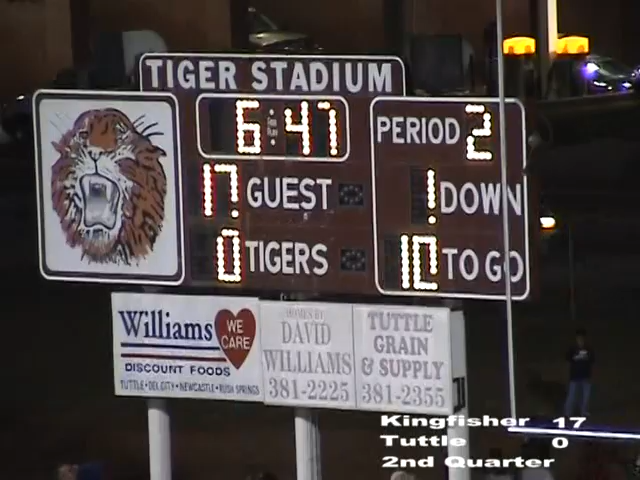 TIGER STADIUM
6:47
PERIOD 2
17 GUEST
1 DOWN
0 TIGERS
10 TO GO
Williams
WE CARE
DISCOUNT FOODS
TUTTLE • DEL CITY • NEWCASTLE • RUSH SPRINGS
HOMES BY
DAVID
WILLIAMS
381-2225
TUTTLE
GRAIN
& SUPPLY
381-2355
Kingfisher 17
Tuttle 0
2nd Quarter